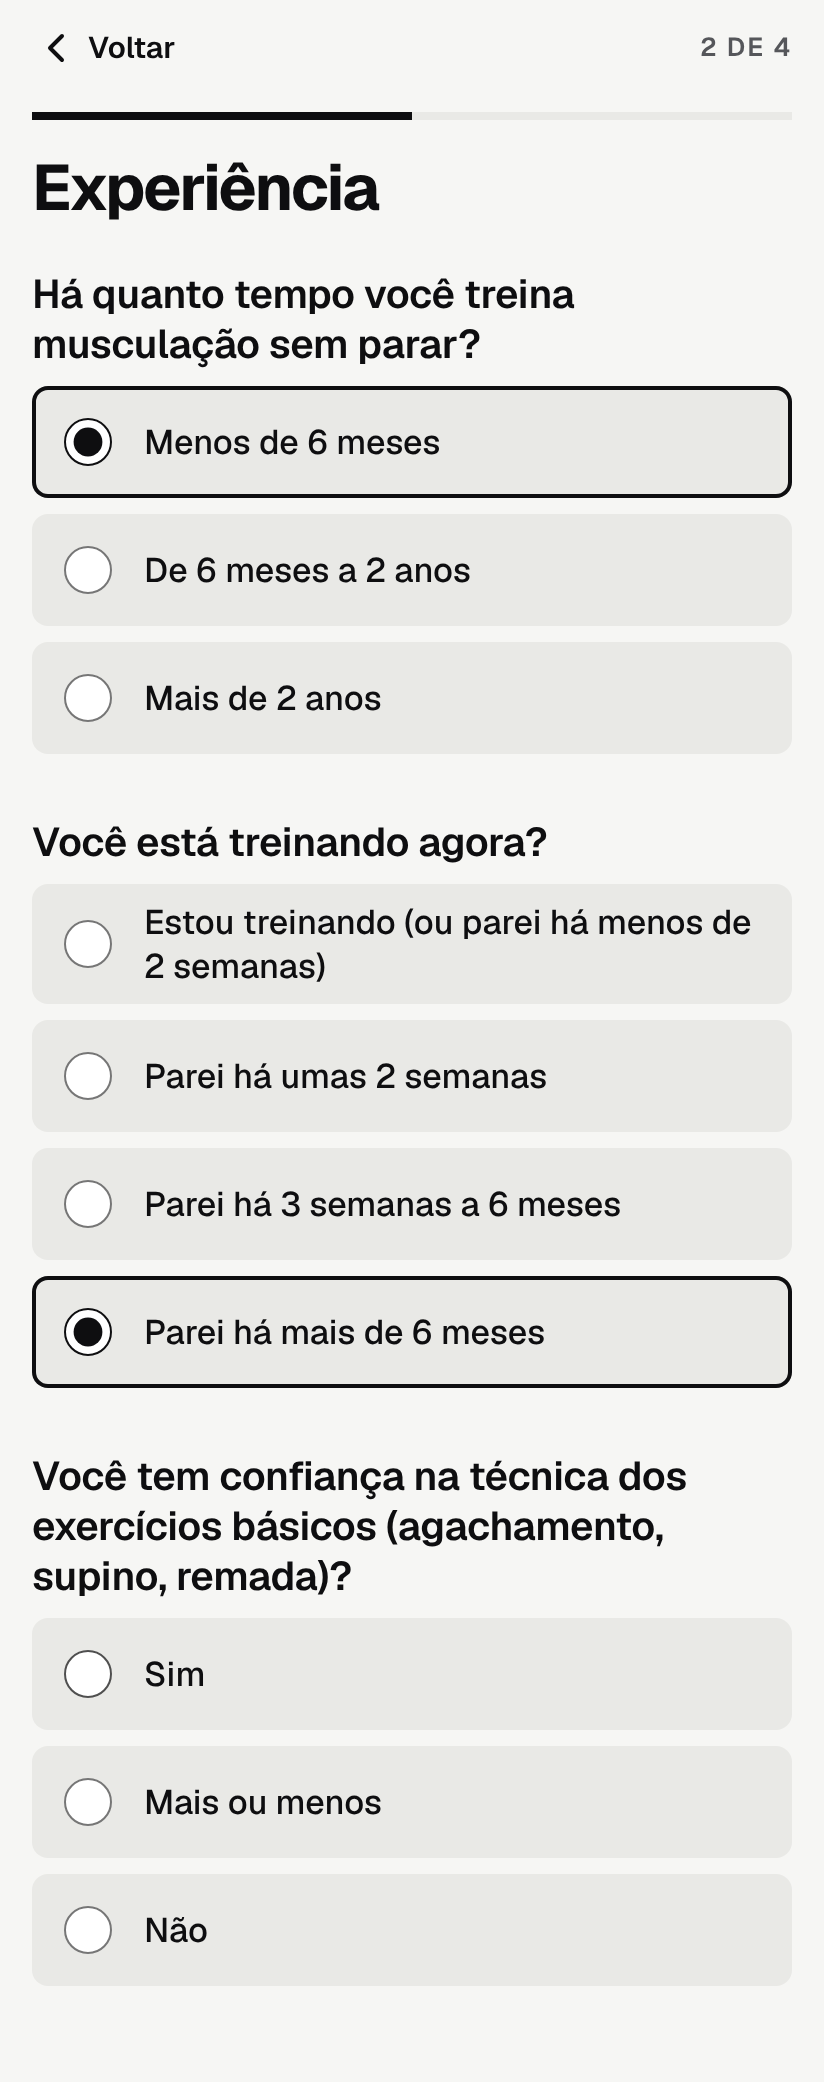 Voltar
2 DE 4
Experiência
Há quanto tempo você treina
musculação sem parar?
Menos de 6 meses
De 6 meses a 2 anos
Mais de 2 anos
Você está treinando agora?
Estou treinando (ou parei há menos de
2 semanas)
Parei há umas 2 semanas
Parei há 3 semanas a 6 meses
Parei há mais de 6 meses
Você tem confiança na técnica dos
exercícios básicos (agachamento,
supino, remada)?
Sim
Mais ou menos
Não